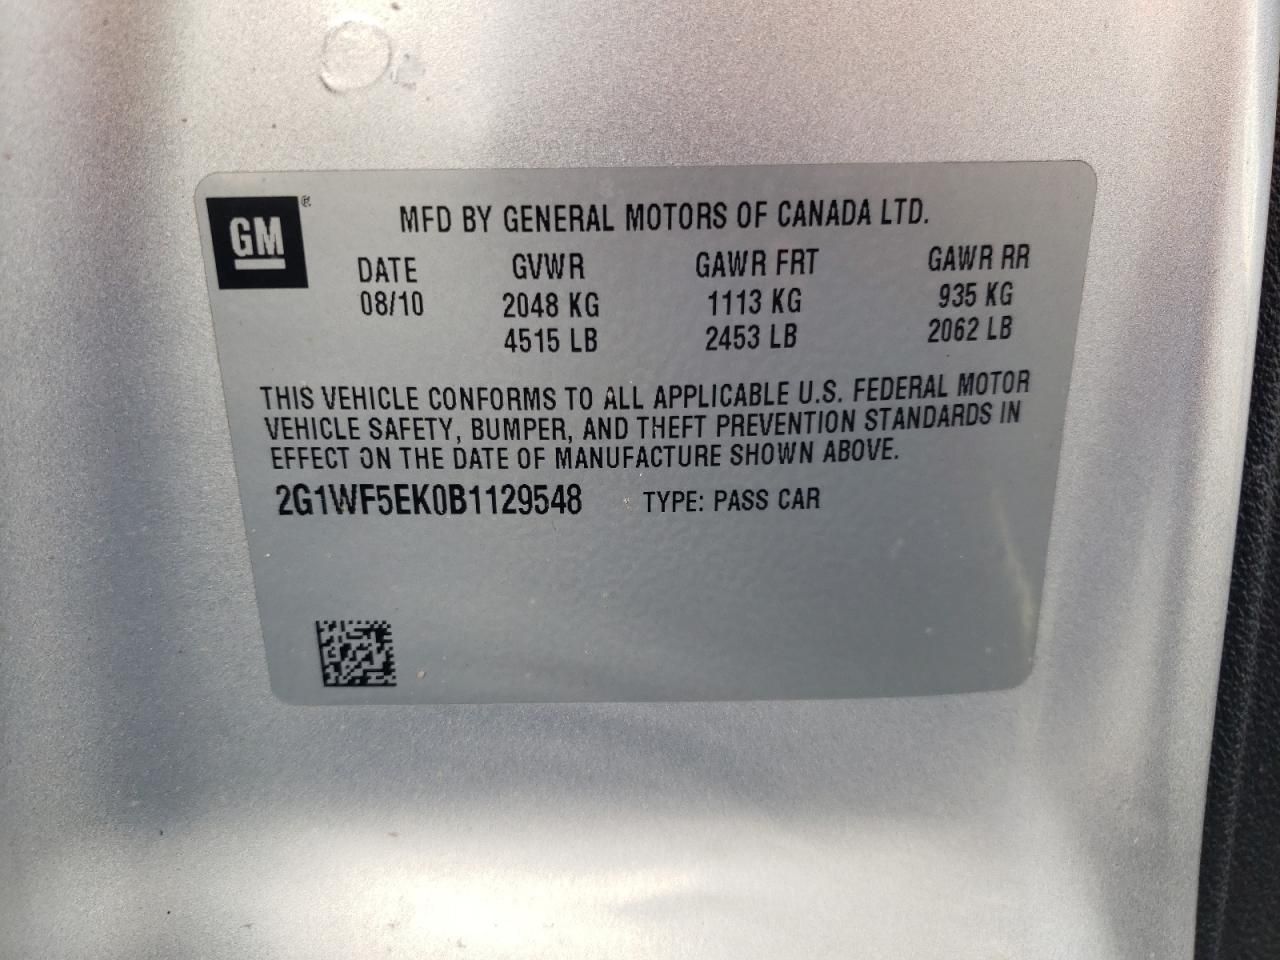 GM®
MFD BY GENERAL MOTORS OF CANADA LTD.
DATE GVWR GAWR FRT GAWR RR
08/10 2048 KG 1113 KG 935 KG
4515 LB 2453 LB 2062 LB
THIS VEHICLE CONFORMS TO ALL APPLICABLE U.S. FEDERAL MOTOR
VEHICLE SAFETY, BUMPER, AND THEFT PREVENTION STANDARDS IN
EFFECT ON THE DATE OF MANUFACTURE SHOWN ABOVE.
2G1WF5EK0B1129548 TYPE: PASS CAR